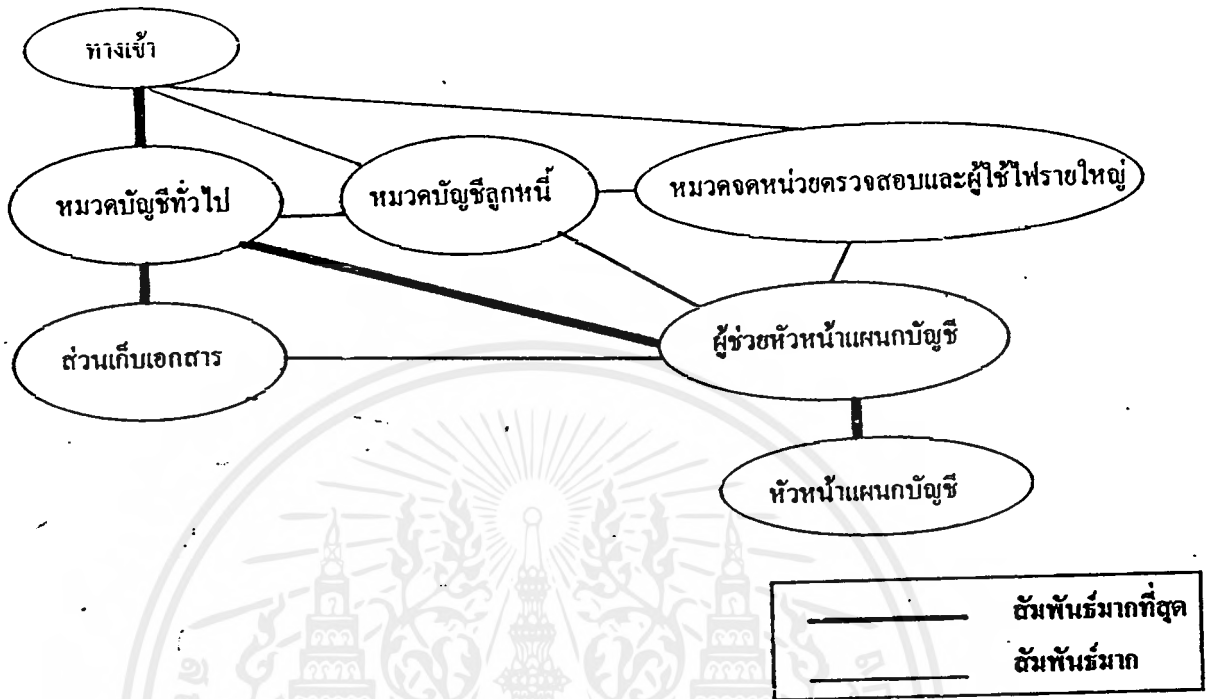 ทางเข้า
หมวดบัญชีทั่วไป
หมวดบัญชีลูกหนี้
หมวดจดหน่วยตรวจสอบและผู้ใช้ไฟรายใหญ่
ส่วนเก็บเอกสาร
ผู้ช่วยหัวหน้าแผนกบัญชี
หัวหน้าแผนกบัญชี
สัมพันธ์มากที่สุด
สัมพันธ์มาก